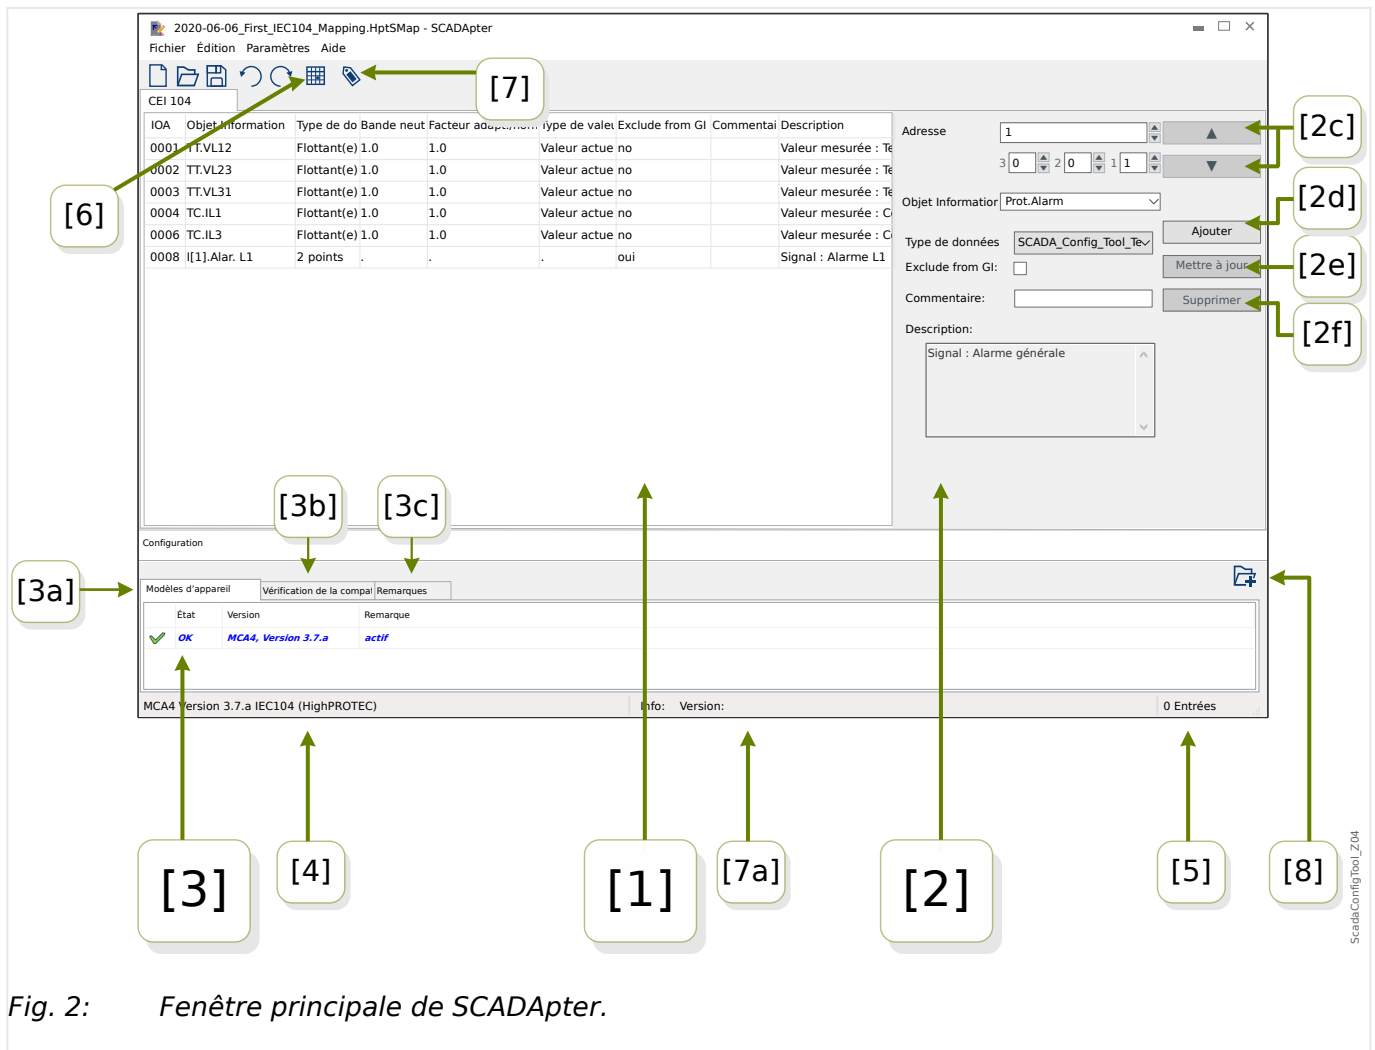 2020-06-06_First_IEC104_Mapping.HptSMap - SCADApter
Fichier Édition Paramètres Aide
[7]
CEI 104
IOA Objet Information Type de do Bande neut Facteur Type de valeu Exclude from GI Commentai Description
0001 TT.VL12 Flottant(e) 1.0 1.0 Valeur actue no Valeur mesurée : Te
0002 TT.VL23 Flottant(e) 1.0 1.0 Valeur actue no Valeur mesurée : Te
0003 TT.VL31 Flottant(e) 1.0 1.0 Valeur actue no Valeur mesurée : Te
0004 TC.IL1 Flottant(e) 1.0 1.0 Valeur actue no Valeur mesurée : C
0006 TC.IL3 Flottant(e) 1.0 1.0 Valeur actue no Valeur mesurée : C
0008 I[1].Alar. L1 2 points . . . oui Signal : Alarme L1
[6]
Adresse 1
3 0 2 0 1 1
Objet Information Prot.Alarm
Ajouter
Type de données SCADA_Config_Tool_Te
Exclude from GI:
Mettre à jour
Commentaire:
Supprimer
Description:
Signal : Alarme générale
[2c]
[2d]
[2e]
[2f]
[3b]
[3c]
Configuration
[3a]
Modèles d'appareil Vérification de la compat Remarques
État Version Remarque
OK MCA4, Version 3.7.a actif
MCA4 Version 3.7.a IEC104 (HighPROTEC) Info: Version: 0 Entrées
[3]
[4]
[1]
[7a]
[2]
[5]
[8]
ScadaConfigTool_Z04
Fig. 2: Fenêtre principale de SCADApter.